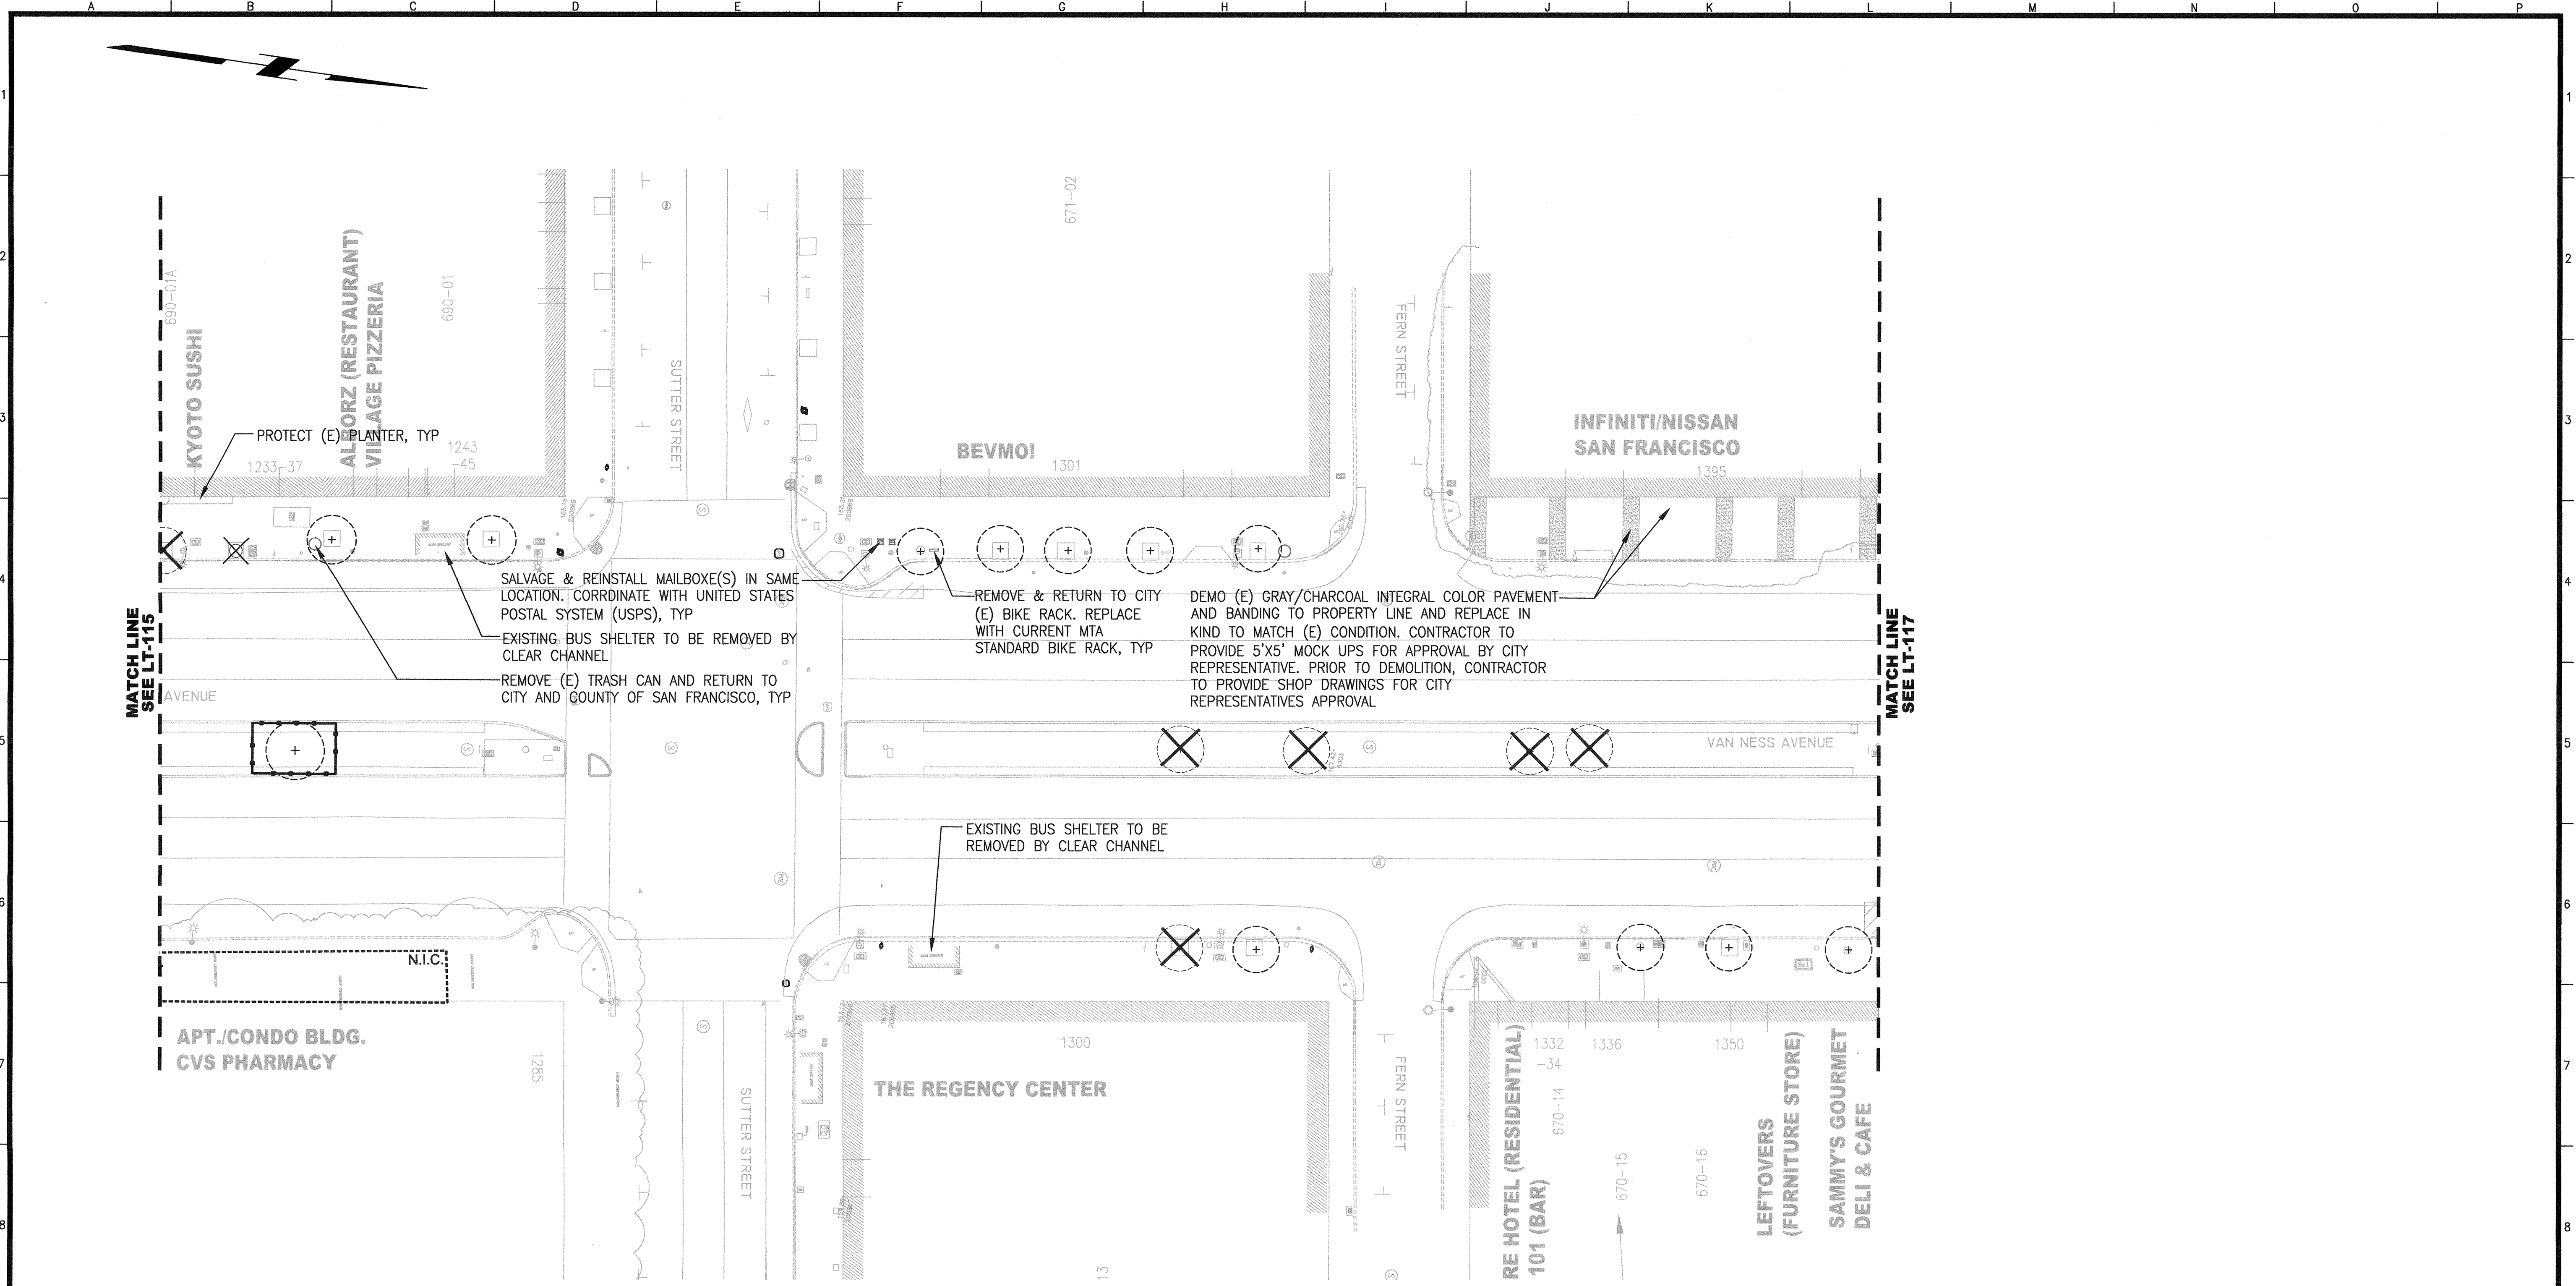 A B C D E F G H I J K L M N O P
1
1
2
2
3
3
4
4
5
5
6
6
7
7
8
8
690-01A
KYOTO SUSHI
ALBORZ (RESTAURANT)
VILLAGE PIZZERIA
690-01
671-02
SUTTER STREET
FERN STREET
PROTECT (E) PLANTER, TYP
1233-37
1243
-45
BEVMO!
1301
INFINITI/NISSAN
SAN FRANCISCO
1395
SALVAGE & REINSTALL MAILBOXE(S) IN SAME
LOCATION. CORRDINATE WITH UNITED STATES
POSTAL SYSTEM (USPS), TYP
EXISTING BUS SHELTER TO BE REMOVED BY
CLEAR CHANNEL
REMOVE (E) TRASH CAN AND RETURN TO
CITY AND COUNTY OF SAN FRANCISCO, TYP
REMOVE & RETURN TO CITY
(E) BIKE RACK. REPLACE
WITH CURRENT MTA
STANDARD BIKE RACK, TYP
DEMO (E) GRAY/CHARCOAL INTEGRAL COLOR PAVEMENT
AND BANDING TO PROPERTY LINE AND REPLACE IN
KIND TO MATCH (E) CONDITION. CONTRACTOR TO
PROVIDE 5'X5' MOCK UPS FOR APPROVAL BY CITY
REPRESENTATIVE. PRIOR TO DEMOLITION, CONTRACTOR
TO PROVIDE SHOP DRAWINGS FOR CITY
REPRESENTATIVES APPROVAL
MATCH LINE
SEE LT-115
MATCH LINE
SEE LT-117
AVENUE
VAN NESS AVENUE
EXISTING BUS SHELTER TO BE
REMOVED BY CLEAR CHANNEL
N.I.C.
APT./CONDO BLDG.
CVS PHARMACY
1285
SUTTER STREET
1300
THE REGENCY CENTER
FERN STREET
13
RE HOTEL (RESIDENTIAL)
101 (BAR)
1332
-34
670-14
1336
670-15
1350
670-16
LEFTOVERS
(FURNITURE STORE)
SAMMY'S GOURMET
DELI & CAFE